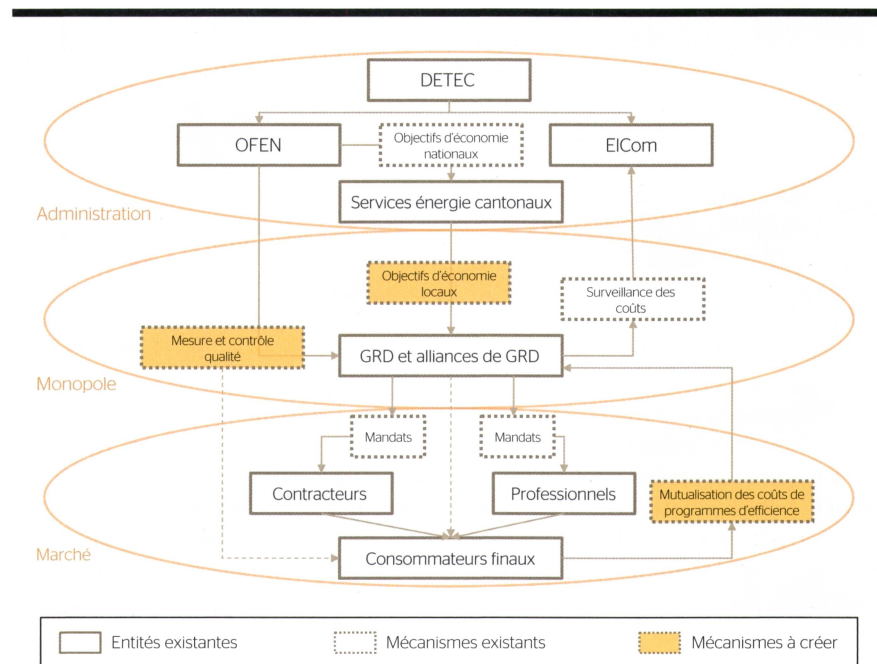 DETEC
OFEN
Objectifs d'économie
nationaux
ElCom
Services énergie cantonaux
Administration
Objectifs d'économie
locaux
Surveillance des
coûts
Mesure et contrôle
qualité
GRD et alliances de GRD
Monopole
Mandats
Mandats
Contracteurs
Professionnels
Mutualisation des coûts de
programmes d'efficience
Marché
Consommateurs finaux
Entités existantes
Mécanismes existants
Mécanismes à créer